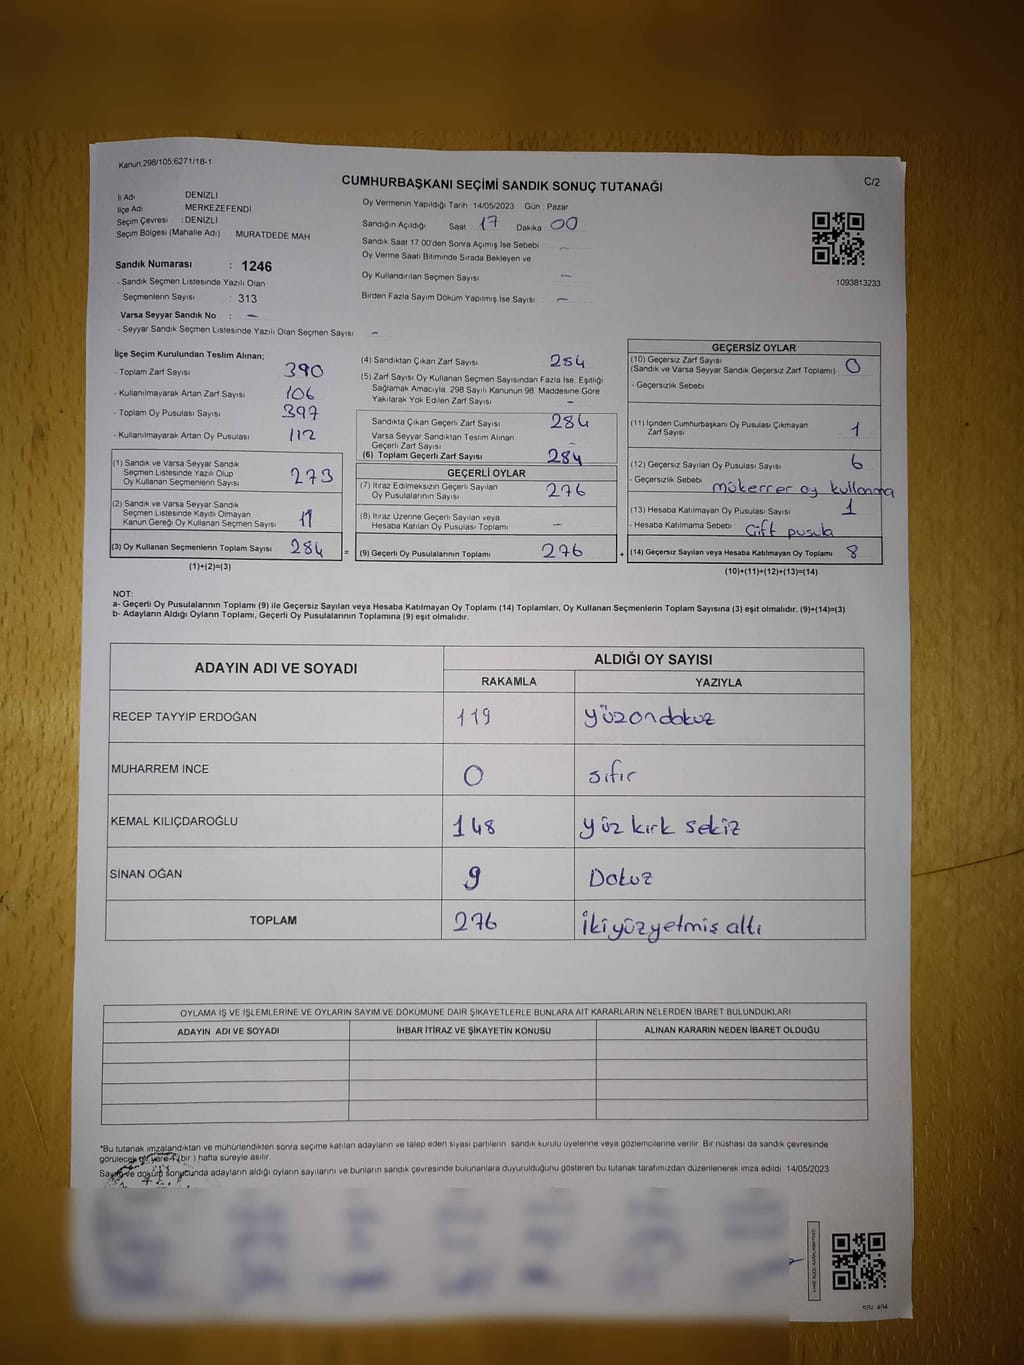 Kanun;298/105;6271/18-1
C/2
CUMHURBAŞKANI SEÇİMİ SANDIK SONUÇ TUTANAĞI
İl Adı DENİZLİ
İlçe Adı MERKEZEFENDİ
Seçim Çevresi : DENİZLİ
Seçim Bölgesi (Mahalle Adı) MURATDEDE MAH
Sandık Numarası : 1246
- Sandık Seçmen Listesinde Yazılı Olan
Seçmenlerin Sayısı : 313
Varsa Seyyar Sandık No : —
- Seyyar Sandık Seçmen Listesinde Yazılı Olan Seçmen Sayısı —
Oy Vermenin Yapıldığı Tarih 14/05/2023 Gün : Pazar
Sandığın Açıldığı Saat 17 Dakika 00
Sandık Saat 17 00'den Sonra Açımış İse Sebebi
Oy Verme Saati Bitiminde Sırada Bekleyen ve
Oy Kullandırılan Seçmen Sayısı —
Birden Fazla Sayım Döküm Yapılmış İse Sayısı —
1093813233
İlçe Seçim Kurulundan Teslim Alınan;
- Toplam Zarf Sayısı 390
- Kullanılmayarak Artan Zarf Sayısı 106
- Toplam Oy Pusulası Sayısı 397
- Kullanılmayarak Artan Oy Pusulası 112
(1) Sandık ve Varsa Seyyar Sandık
Seçmen Listesinde Yazılı Olup
Oy Kullanan Seçmenlerin Sayısı 273
(2) Sandık ve Varsa Seyyar Sandık
Seçmen Listesinde Kayıtlı Olmayan
Kanun Gereği Oy Kullanan Seçmen Sayısı 11
(3) Oy Kullanan Seçmenlerin Toplam Sayısı 284 =
(1)+(2)=(3)
(4) Sandıktan Çıkan Zarf Sayısı 284
(5) Zarf Sayısı Oy Kullanan Seçmen Sayısından Fazla İse, Eşitliği
Sağlamak Amacıyla, 298 Sayılı Kanunun 98 Maddesine Göre
Yakılarak Yok Edilen Zarf Sayısı —
Sandıkta Çıkan Geçerli Zarf Sayısı 284
Varsa Seyyar Sandıktan Teslim Alınan
Geçerli Zarf Sayısı —
(6) Toplam Geçerli Zarf Sayısı 284
GEÇERLİ OYLAR
(7) İtiraz Edilmeksizin Geçerli Sayılan
Oy Pusulalarının Sayısı 276
(8) İtiraz Üzerine Geçerli Sayılan veya
Hesaba Katılan Oy Pusulası Toplamı —
(9) Geçerli Oy Pusulalarının Toplamı 276 +
GEÇERSİZ OYLAR
(10) Geçersiz Zarf Sayısı 0
(Sandık ve Varsa Seyyar Sandık Geçersiz Zarf Toplamı)
- Geçersizlik Sebebi
(11) İçinden Cumhurbaşkanı Oy Pusulası Çıkmayan
Zarf Sayısı 1
(12) Geçersiz Sayılan Oy Pusulası Sayısı 6
- Geçersizlik Sebebi mükerrer oy kullanma
(13) Hesaba Katılmayan Oy Pusulası Sayısı 1
- Hesaba Katılmama Sebebi Çift pusula
(14) Geçersiz Sayılan veya Hesaba Katılmayan Oy Toplamı 8
(10)+(11)+(12)+(13)=(14)
NOT:
a- Geçerli Oy Pusulalarının Toplamı (9) ile Geçersiz Sayılan veya Hesaba Katılmayan Oy Toplamı (14) Toplamları, Oy Kullanan Seçmenlerin Toplam Sayısına (3) eşit olmalıdır. (9)+(14)=(3)
b- Adayların Aldığı Oyların Toplamı, Geçerli Oy Pusulalarının Toplamına (9) eşit olmalıdır.
ADAYIN ADI VE SOYADI ALDIĞI OY SAYISI
RAKAMLA YAZIYLA
RECEP TAYYIP ERDOĞAN 119 yüzondokuz
MUHARREM INCE 0 sıfır
KEMAL KILIÇDAROĞLU 148 yüz kırk sekiz
SİNAN OĞAN 9 Dokuz
TOPLAM 276 İkiyüzyetmiş altı
OYLAMA İŞ VE İŞLEMLERİNE VE OYLARIN SAYIM VE DÖKÜMÜNE DAİR ŞİKAYETLERLE BUNLARA AİT KARARLARIN NELERDEN İBARET BULUNDUKLARI
ADAYIN ADI VE SOYADI İHBAR İTİRAZ VE ŞİKAYETİN KONUSU ALINAN KARARIN NEDEN İBARET OLDUĞU
*Bu tutanak imzalandıktan ve mühürlendikten sonra seçime katılan adayların ve talep eden siyasi partilerin sandık kurulu üyelerine veya gözlemcilerine verilir Bir nüshası da sandık çevresinde
görülecek bir yere 1 (bir) hafta süreyle asılır
Sayım ve döküm sonucunda adayların aldığı oyların sayılarını ve bunların sandık çevresinde bulunanlara duyurulduğunu gösteren bu tutanak tarafımızdan düzenlenerek imza edildi 14/05/2023